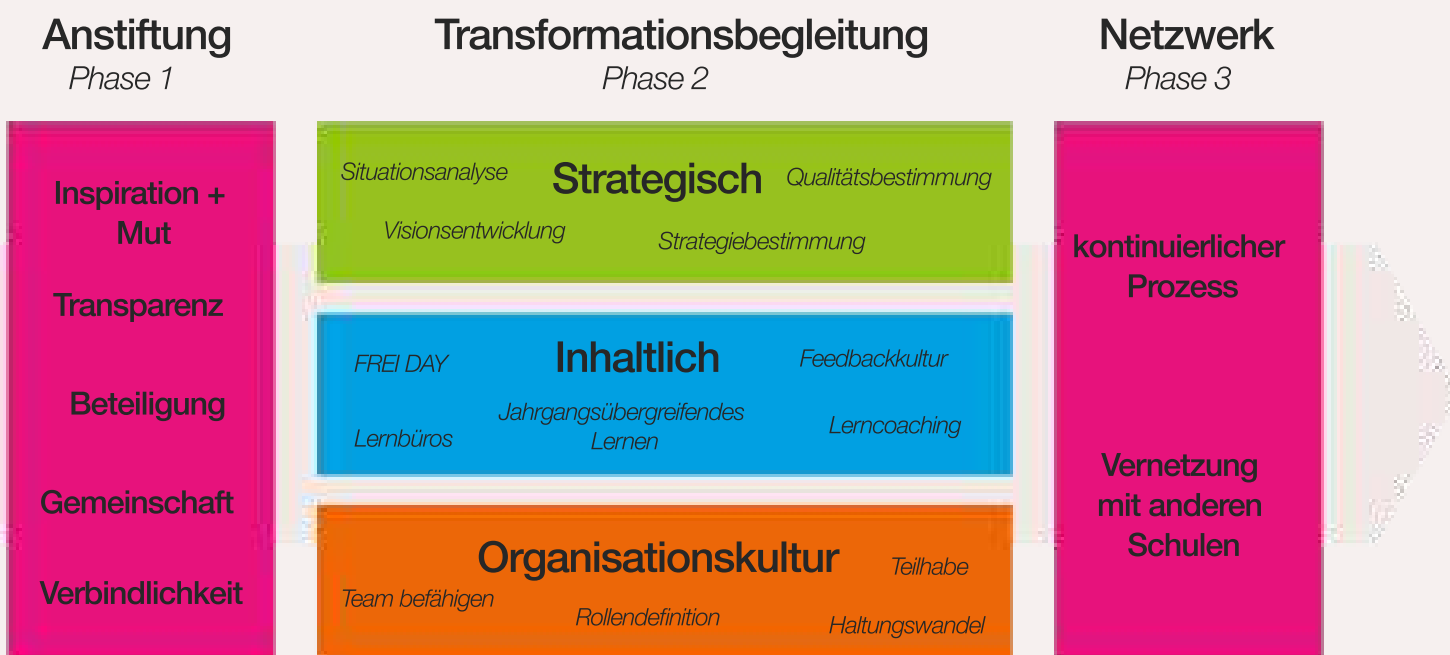 Anstiftung
Phase 1
Inspiration +
Mut
Transparenz
Beteiligung
Gemeinschaft
Verbindlichkeit
Transformationsbegleitung
Phase 2
Situationsanalyse
Strategisch
Qualitätsbestimmung
Visionsentwicklung
Strategiebestimmung
FREI DAY
Inhaltlich
Feedbackkultur
Jahrgangsübergreifendes
Lernen
Lernbüros
Lerncoaching
Organisationskultur
Teilhabe
Team befähigen
Rollendefinition
Haltungswandel
Netzwerk
Phase 3
kontinuierlicher
Prozess
Vernetzung
mit anderen
Schulen